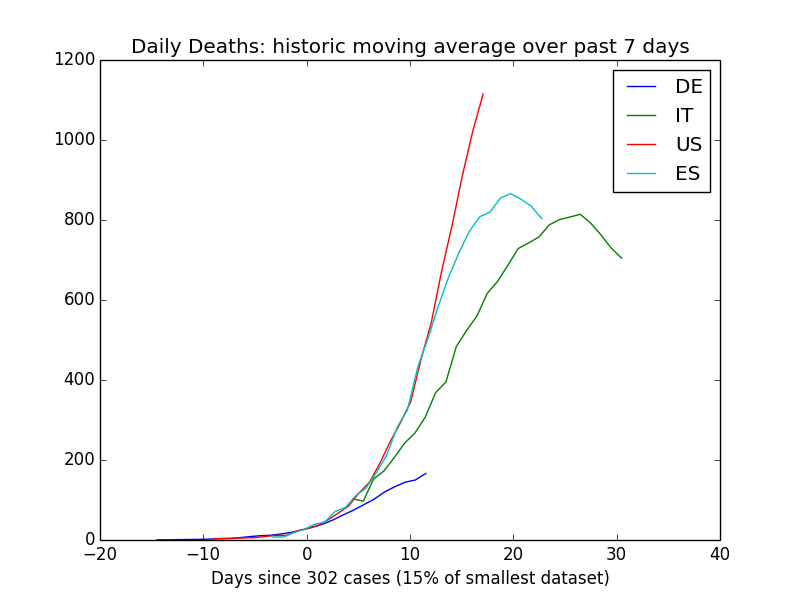 Daily Deaths: historic moving average over past 7 days
1200
1000
800
600
400
200
0
DE
IT
US
ES
−20 −10 0 10 20 30 40
Days since 302 cases (15% of smallest dataset)